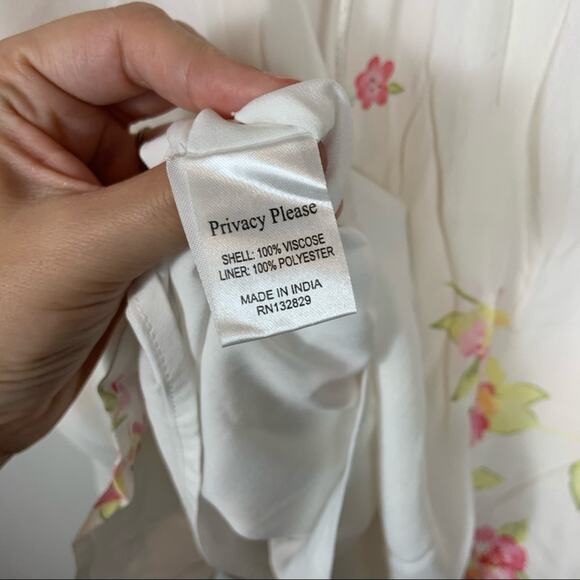 Privacy Please
SHELL: 100% VISCOSE
LINER: 100% POLYESTER
MADE IN INDIA
RN132829